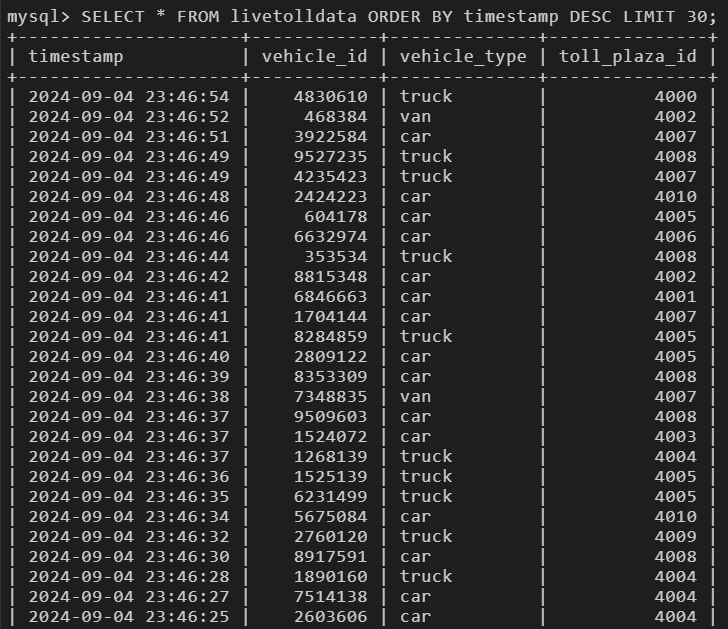 mysql> SELECT * FROM livetolldata ORDER BY timestamp DESC LIMIT 30;
+---------------------+------------+--------------+---------------+
| timestamp           | vehicle_id | vehicle_type | toll_plaza_id |
+---------------------+------------+--------------+---------------+
| 2024-09-04 23:46:54 |    4830610 | truck        |          4000 |
| 2024-09-04 23:46:52 |     468384 | van          |          4002 |
| 2024-09-04 23:46:51 |    3922584 | car          |          4007 |
| 2024-09-04 23:46:49 |    9527235 | truck        |          4008 |
| 2024-09-04 23:46:49 |    4235423 | truck        |          4007 |
| 2024-09-04 23:46:48 |    2424223 | car          |          4010 |
| 2024-09-04 23:46:46 |     604178 | car          |          4005 |
| 2024-09-04 23:46:46 |    6632974 | car          |          4006 |
| 2024-09-04 23:46:44 |     353534 | truck        |          4008 |
| 2024-09-04 23:46:42 |    8815348 | car          |          4002 |
| 2024-09-04 23:46:41 |    6846663 | car          |          4001 |
| 2024-09-04 23:46:41 |    1704144 | car          |          4007 |
| 2024-09-04 23:46:41 |    8284859 | truck        |          4005 |
| 2024-09-04 23:46:40 |    2809122 | car          |          4005 |
| 2024-09-04 23:46:39 |    8353309 | car          |          4008 |
| 2024-09-04 23:46:38 |    7348835 | van          |          4007 |
| 2024-09-04 23:46:37 |    9509603 | car          |          4008 |
| 2024-09-04 23:46:37 |    1524072 | car          |          4003 |
| 2024-09-04 23:46:37 |    1268139 | truck        |          4004 |
| 2024-09-04 23:46:36 |    1525139 | truck        |          4005 |
| 2024-09-04 23:46:35 |    6231499 | truck        |          4005 |
| 2024-09-04 23:46:34 |    5675084 | car          |          4010 |
| 2024-09-04 23:46:32 |    2760120 | truck        |          4009 |
| 2024-09-04 23:46:30 |    8917591 | car          |          4008 |
| 2024-09-04 23:46:28 |    1890160 | truck        |          4004 |
| 2024-09-04 23:46:27 |    7514138 | car          |          4004 |
| 2024-09-04 23:46:25 |    2603606 | car          |          4004 |